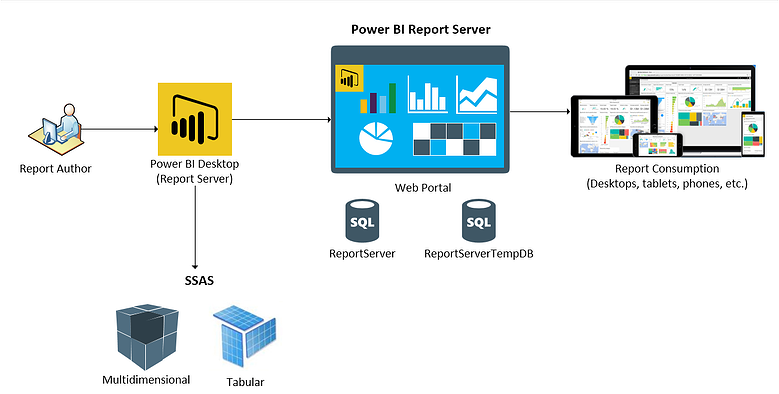 Power BI Report Server
Report Author
Power BI Desktop
(Report Server)
Web Portal
Report Consumption
(Desktops, tablets, phones, etc.)
SQL
SQL
ReportServer
ReportServerTempDB
SSAS
Multidimensional
Tabular